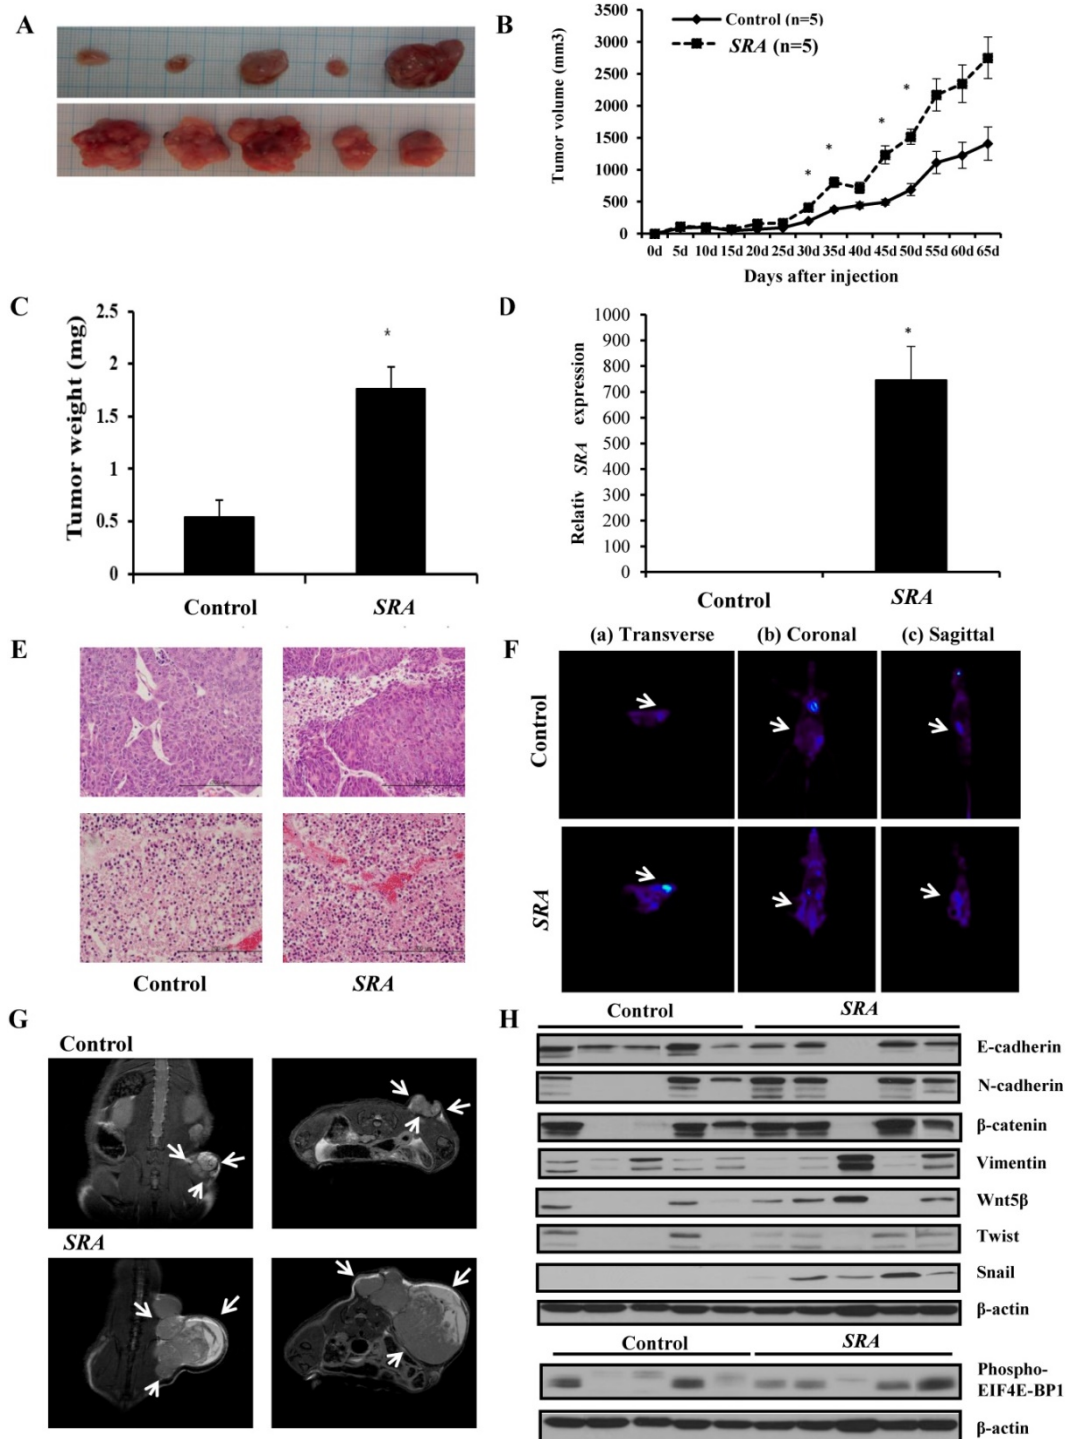 A
B
3500
3000
2500
2000
1500
1000
500
0
Tumor volume (mm3)
Control (n=5)
SRA (n=5)
*
*
*
*
0d 5d 10d 15d 20d 25d 30d 35d 40d 45d 50d 55d 60d 65d
Days after injection
C
2.5
2
1.5
1
0.5
0
Tumor weight (mg)
*
Control SRA
D
1000
900
800
700
600
500
400
300
200
100
0
Relativ SRA expression
*
Control SRA
E
Control SRA
F
(a) Transverse (b) Coronal (c) Sagittal
Control
SRA
G
Control
SRA
H
Control SRA
E-cadherin
N-cadherin
β-catenin
Vimentin
Wnt5β
Twist
Snail
β-actin
Control SRA
Phospho-
EIF4E-BP1
β-actin